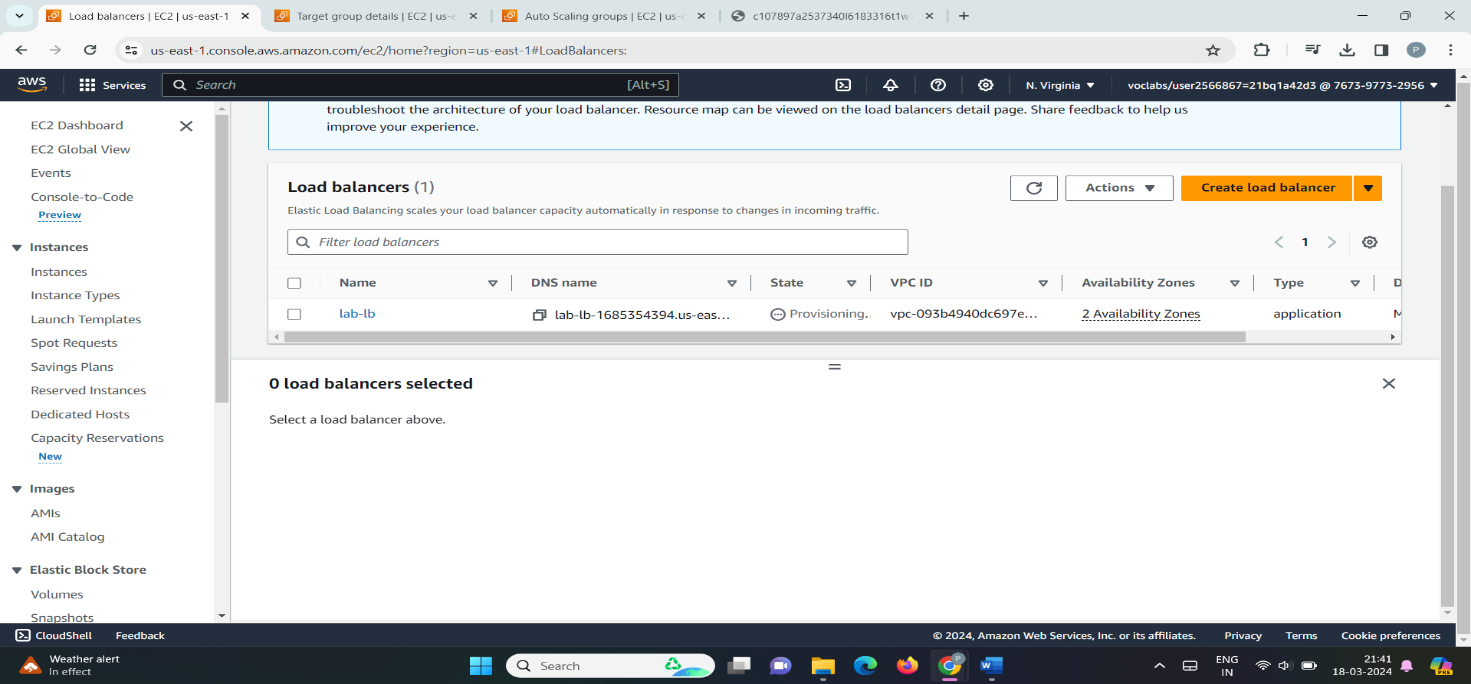 Load balancers | EC2 | us-east-1
Target group details | EC2 | us-e
Auto Scaling groups | EC2 | us-e
c107897a2537340l6183316t1w
us-east-1.console.aws.amazon.com/ec2/home?region=us-east-1#LoadBalancers:
P
aws
Services
Search
[Alt+S]
N. Virginia
voclabs/user2566867=21bq1a42d3 @ 7673-9773-2956
EC2 Dashboard
EC2 Global View
Events
Console-to-Code
Preview
Instances
Instances
Instance Types
Launch Templates
Spot Requests
Savings Plans
Reserved Instances
Dedicated Hosts
Capacity Reservations
New
Images
AMIs
AMI Catalog
Elastic Block Store
Volumes
Snapshots
troubleshoot the architecture of your load balancer. Resource map can be viewed on the load balancers detail page. Share feedback to help us
improve your experience.
Load balancers (1)
Actions
Create load balancer
Elastic Load Balancing scales your load balancer capacity automatically in response to changes in incoming traffic.
Filter load balancers
1
Name DNS name State VPC ID Availability Zones Type D
lab-lb lab-lb-1685354394.us-eas... Provisioning.. vpc-093b4940dc697e... 2 Availability Zones application M
0 load balancers selected
Select a load balancer above.
CloudShell
Feedback
© 2024, Amazon Web Services, Inc. or its affiliates.
Privacy
Terms
Cookie preferences
Weather alert
In effect
Search
P
W
ENG
IN
21:41
18-03-2024
PRE